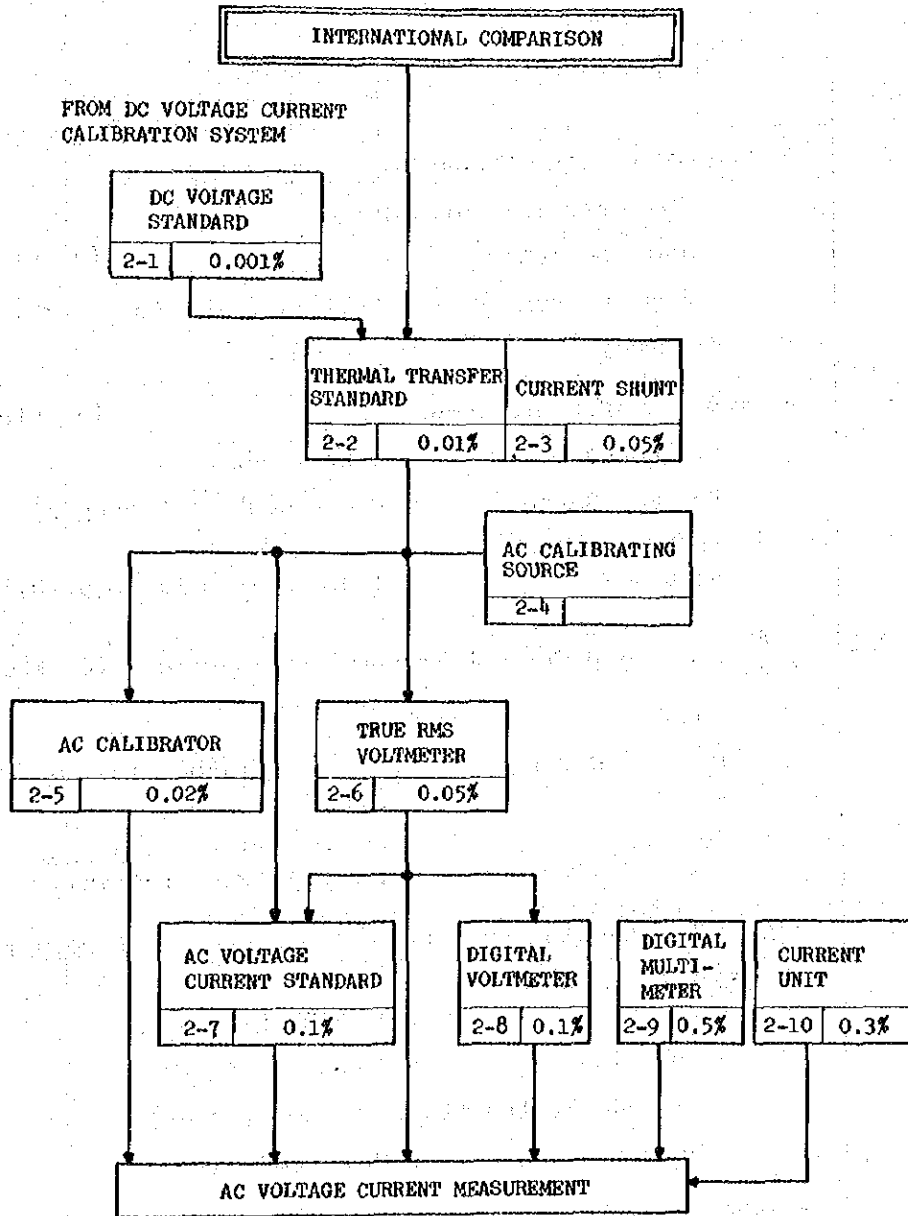 INTERNATIONAL COMPARISON
FROM DC VOLTAGE CURRENT
CALIBRATION SYSTEM
DC VOLTAGE
STANDARD
2-1 0.001%
THERMAL TRANSFER
STANDARD
2-2 0.01%
CURRENT SHUNT
2-3 0.05%
AC CALIBRATING
SOURCE
2-4
AC CALIBRATOR
2-5 0.02%
TRUE RMS
VOLTMETER
2-6 0.05%
AC VOLTAGE
CURRENT STANDARD
2-7 0.1%
DIGITAL
VOLTMETER
2-8 0.1%
DIGITAL
MULTI-
METER
2-9 0.5%
CURRENT
UNIT
2-10 0.3%
AC VOLTAGE CURRENT MEASUREMENT